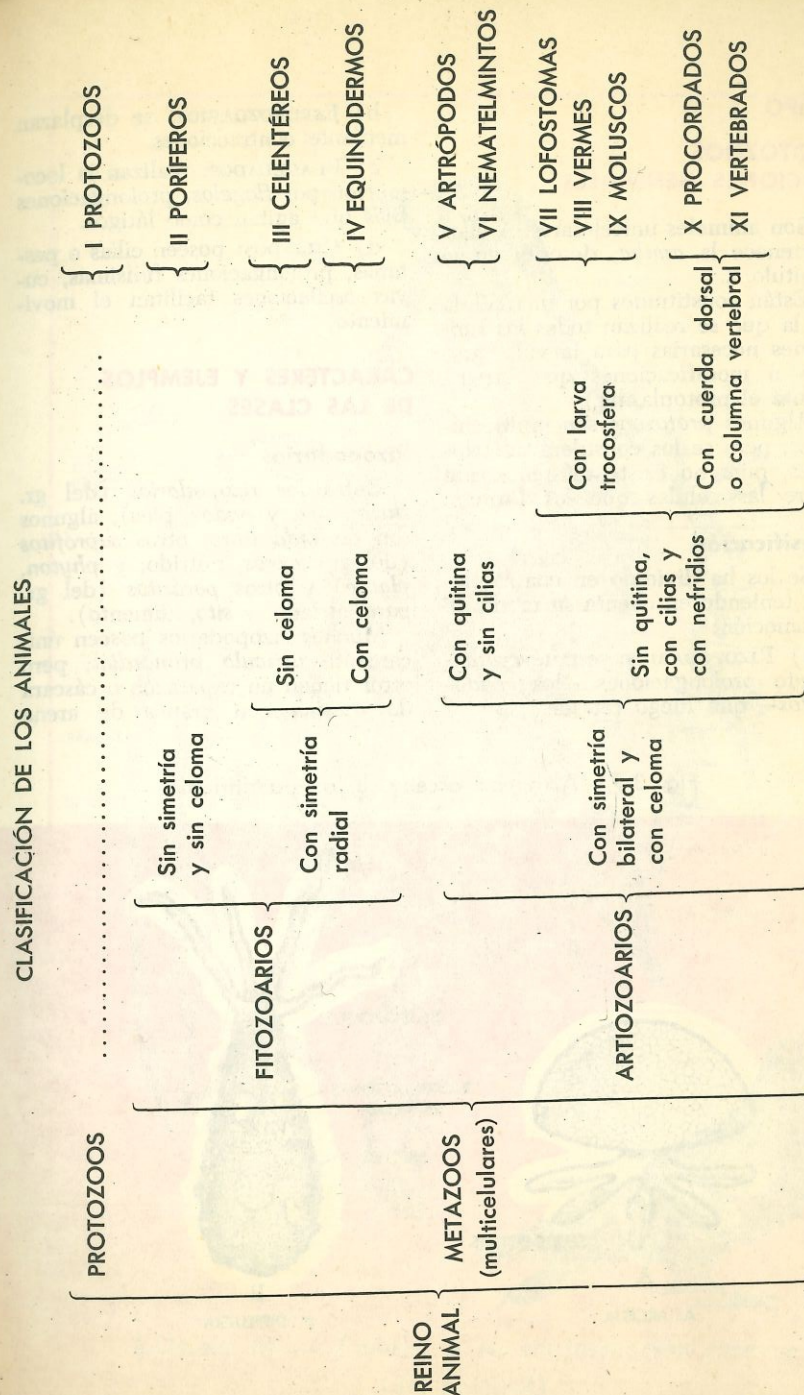 CLASIFICACIÓN DE LOS ANIMALES
REINO
ANIMAL
PROTOZOOS
I PROTOZOOS
METAZOOS
(multicelulares)
FITOZOARIOS
Sin simetría
y sin celoma
II PORÍFEROS
Con simetría
radial
Sin celoma
III CELENTÉREOS
Con celoma
IV EQUINODERMOS
ARTIOZOARIOS
Con simetría
bilateral y
con celoma
Con quitina
y sin cilias
V ARTRÓPODOS
VI NEMATELMINTOS
Sin quitina,
con cilias y
con nefridios
Con larva
trocosfera
VII LOFOSTOMAS
VIII VERMES
IX MOLUSCOS
Con cuerda dorsal
o columna vertebral
X PROCORDADOS
XI VERTEBRADOS